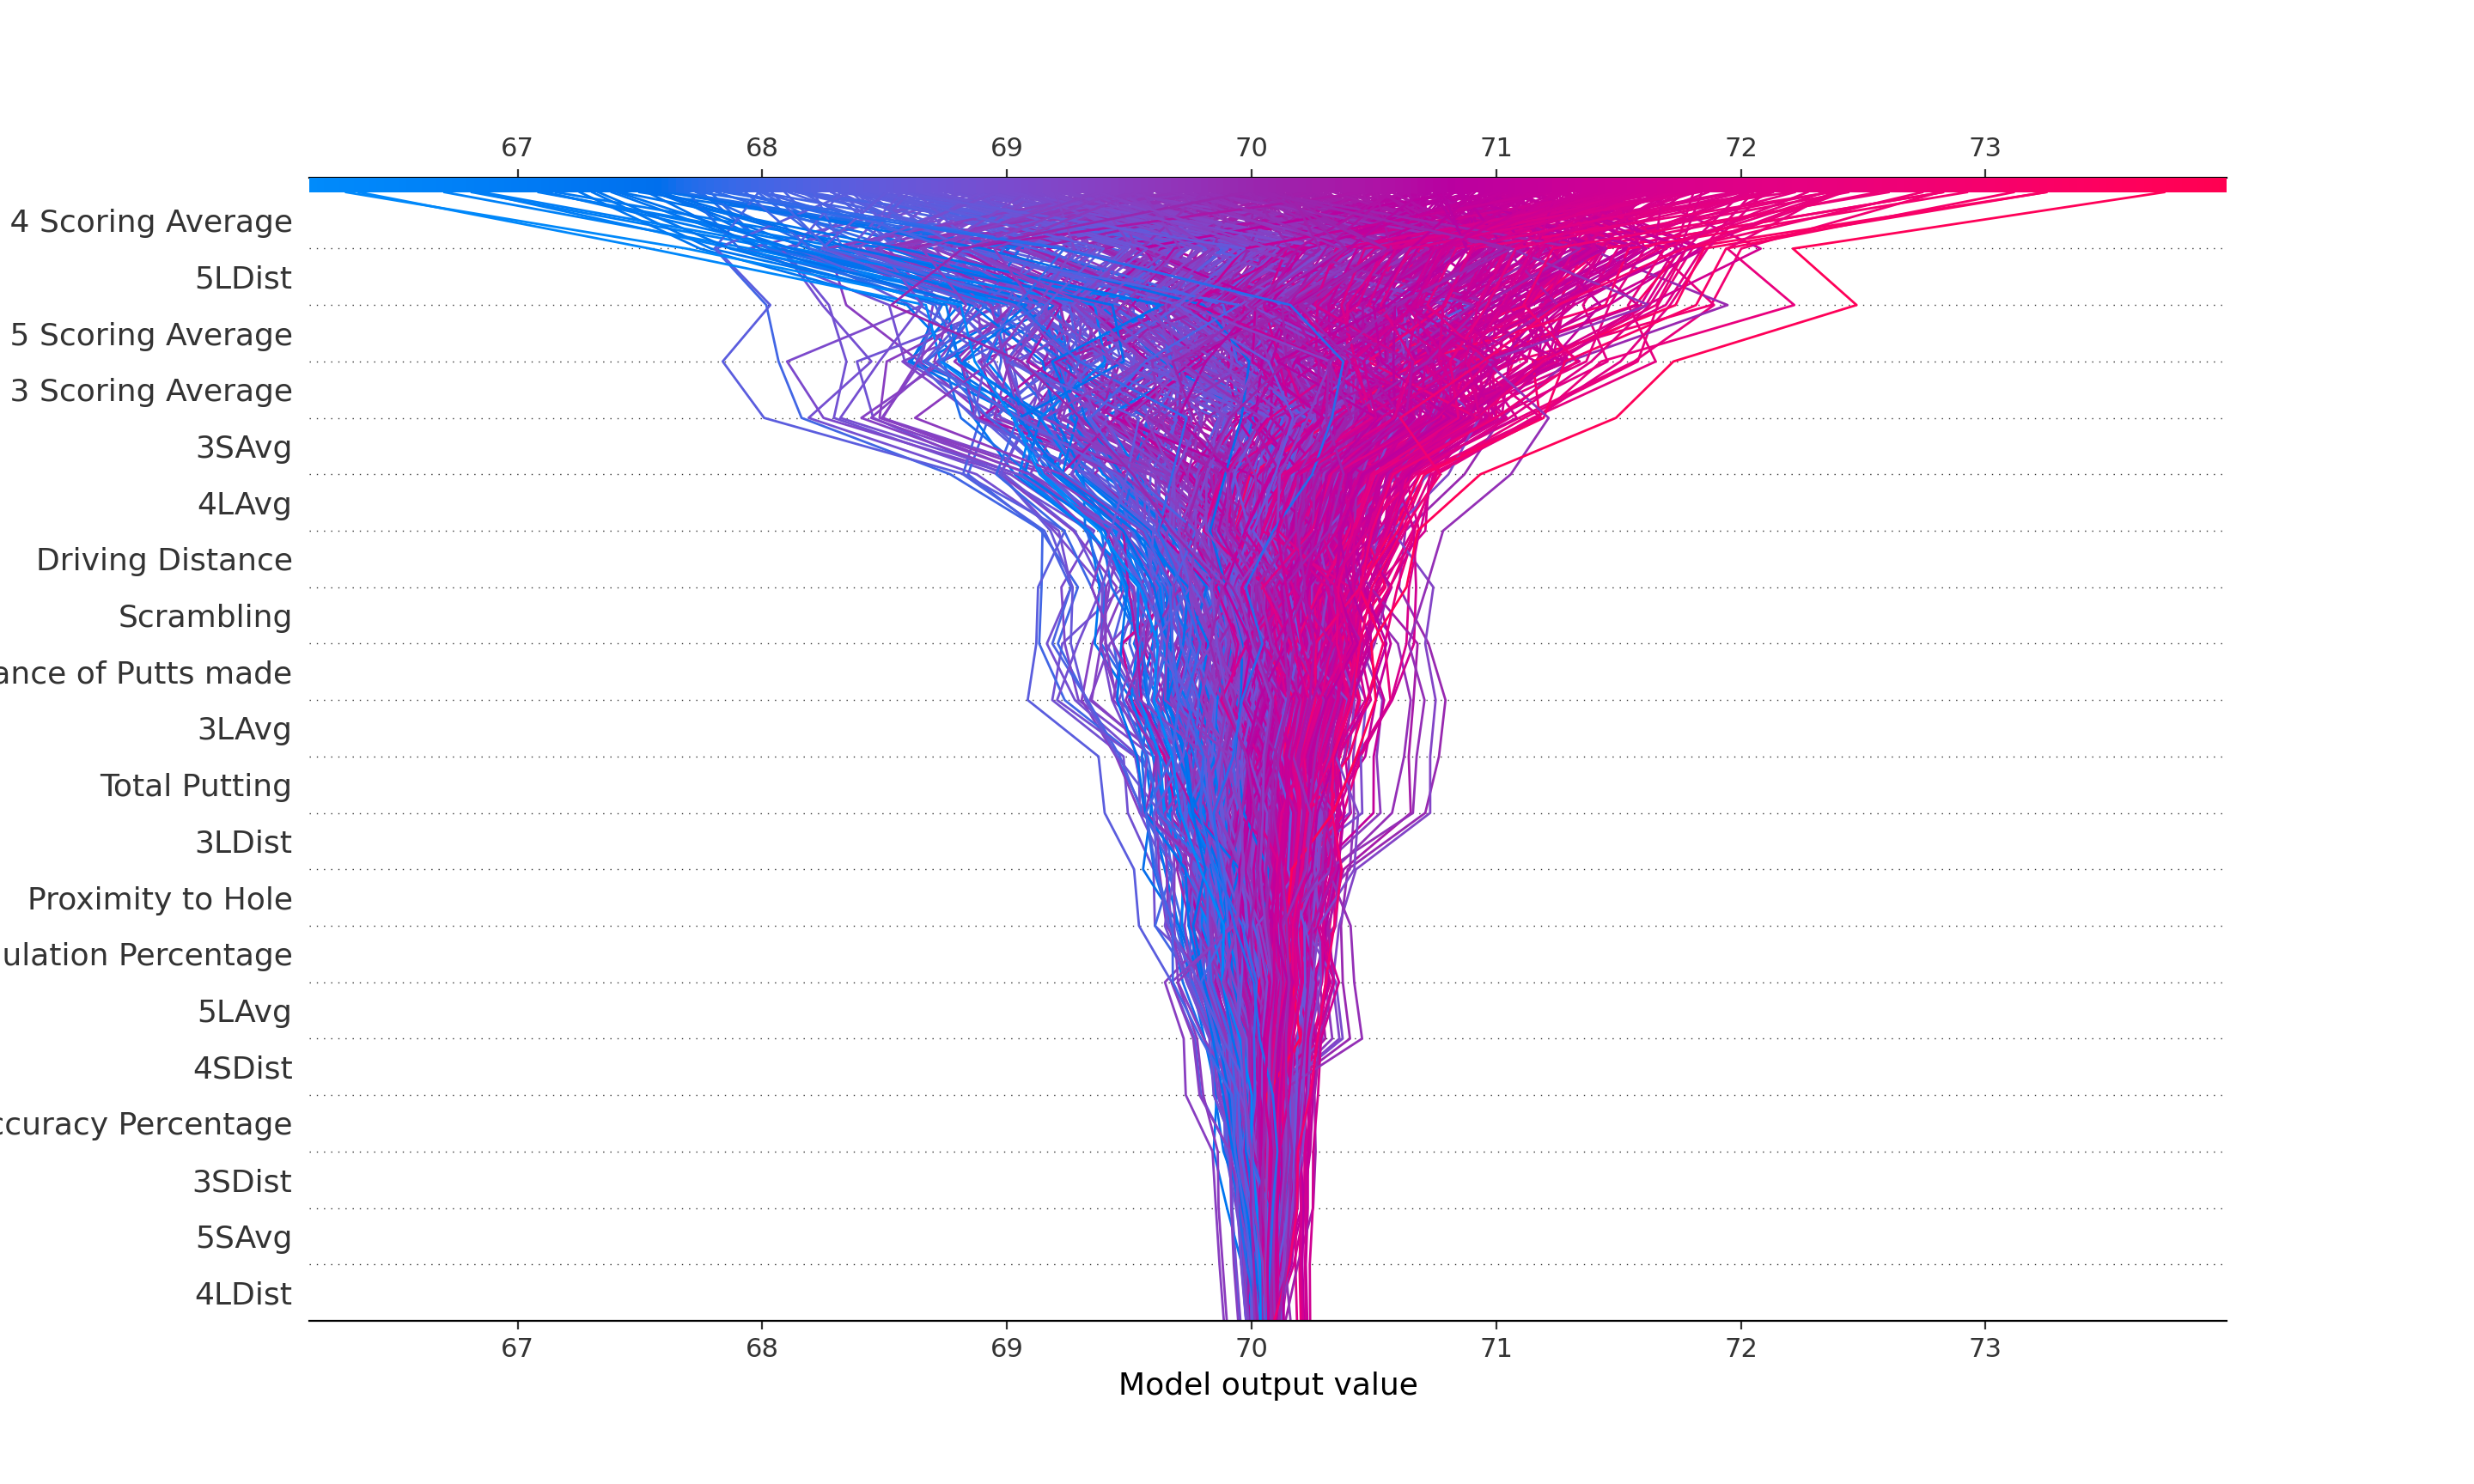 67 68 69 70 71 72 73
4 Scoring Average
5LDist
5 Scoring Average
3 Scoring Average
3SAvg
4LAvg
Driving Distance
Scrambling
ance of Putts made
3LAvg
Total Putting
3LDist
Proximity to Hole
ulation Percentage
5LAvg
4SDist
ccuracy Percentage
3SDist
5SAvg
4LDist
67 68 69 70 71 72 73
Model output value